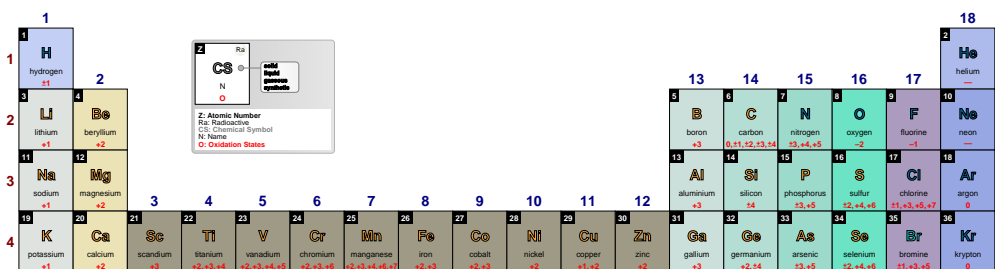 1 18
1 2
1 H Z Ra He
hydrogen CS solid helium
±1 2 liquid 13 14 15 16 17 —
gaseous
synthetic
N
O
3 4 5 6 7 8 9 10
2 Li Be Z: Atomic Number B C N O F Ne
Ra: Radioactive
lithium beryllium CS: Chemical Symbol boron carbon nitrogen oxygen fluorine neon
N: Name
+1 +2 O: Oxidation States +3 0,±1,±2,±3,±4 ±3,+4,+5 −2 −1 —
11 12 13 14 15 16 17 18
3 Na Mg Al Si P S Cl Ar
sodium magnesium aluminium silicon phosphorus sulfur chlorine argon
+1 +2 3 4 5 6 7 8 9 10 11 12 +3 ±4 ±3,+5 ±2,+4,+6 ±1,+3,+5,+7 0
19 20 21 22 23 24 25 26 27 28 29 30 31 32 33 34 35 36
4 K Ca Sc Ti V Cr Mn Fe Co Ni Cu Zn Ga Ge As Se Br Kr
potassium calcium scandium titanium vanadium chromium manganese iron cobalt nickel copper zinc gallium germanium arsenic selenium bromine krypton
+1 +2 +3 +2,+3,+4 +2,+3,+4,+5 +2,+3,+6 +2,+3,+4,+6,+7 +2,+3 +2,+3 +2 +1,+2 +2 +3 +2,±4 ±3,+5 ±2,+4,+6 ±1,+3,+5 0